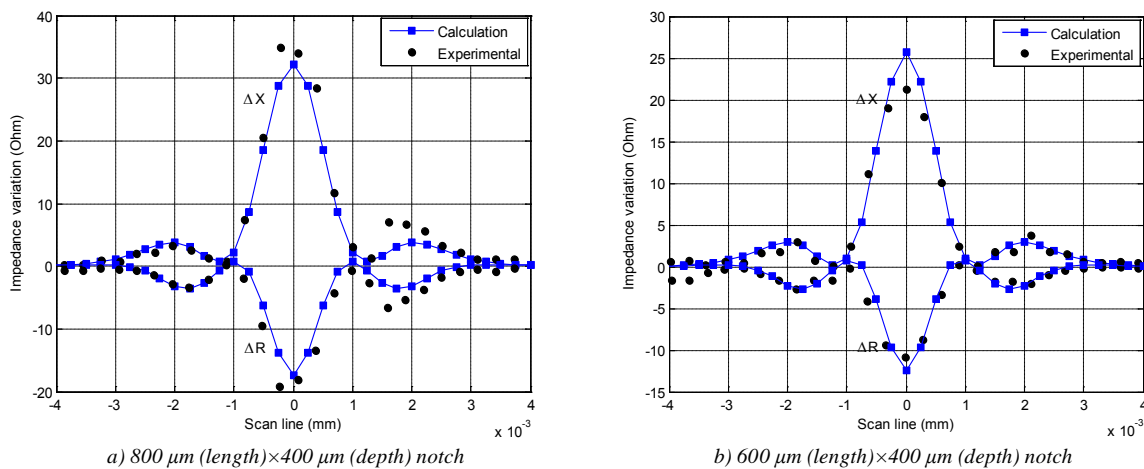 40
30
20
10
0
-10
-20
Impedance variation (Ohm)
Calculation
Experimental
ΔX
ΔR
-4 -3 -2 -1 0 1 2 3 4
Scan line (mm)
x 10-3
a) 800 µm (length)×400 µm (depth) notch
30
25
20
15
10
5
0
-5
-10
-15
Impedance variation (Ohm)
Calculation
Experimental
ΔX
ΔR
-4 -3 -2 -1 0 1 2 3 4
Scan line (mm)
x 10-3
b) 600 µm (length)×400 µm (depth) notch